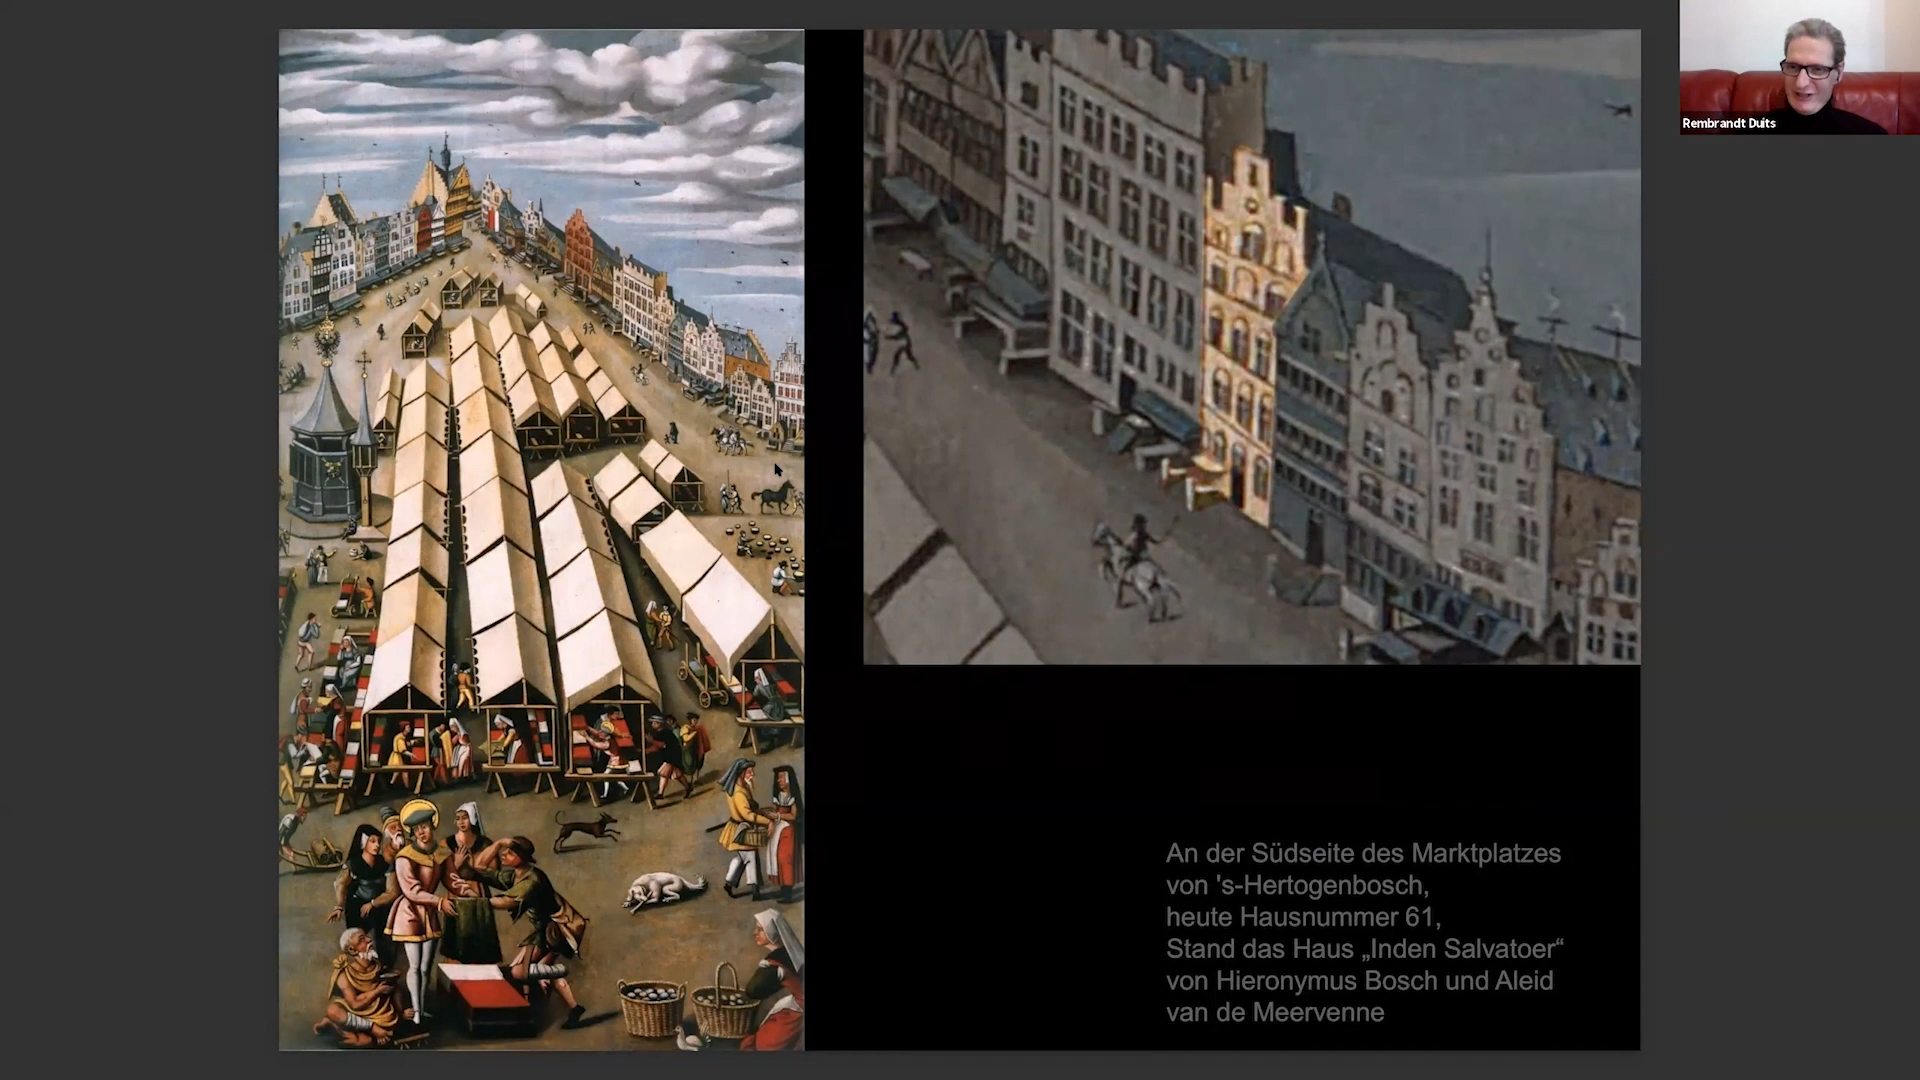 Rembrandt Duits
An der Südseite des Marktplatzes
von 's-Hertogenbosch,
heute Hausnummer 61,
Stand das Haus „Inden Salvatoer“
von Hieronymus Bosch und Aleid
van de Meervenne